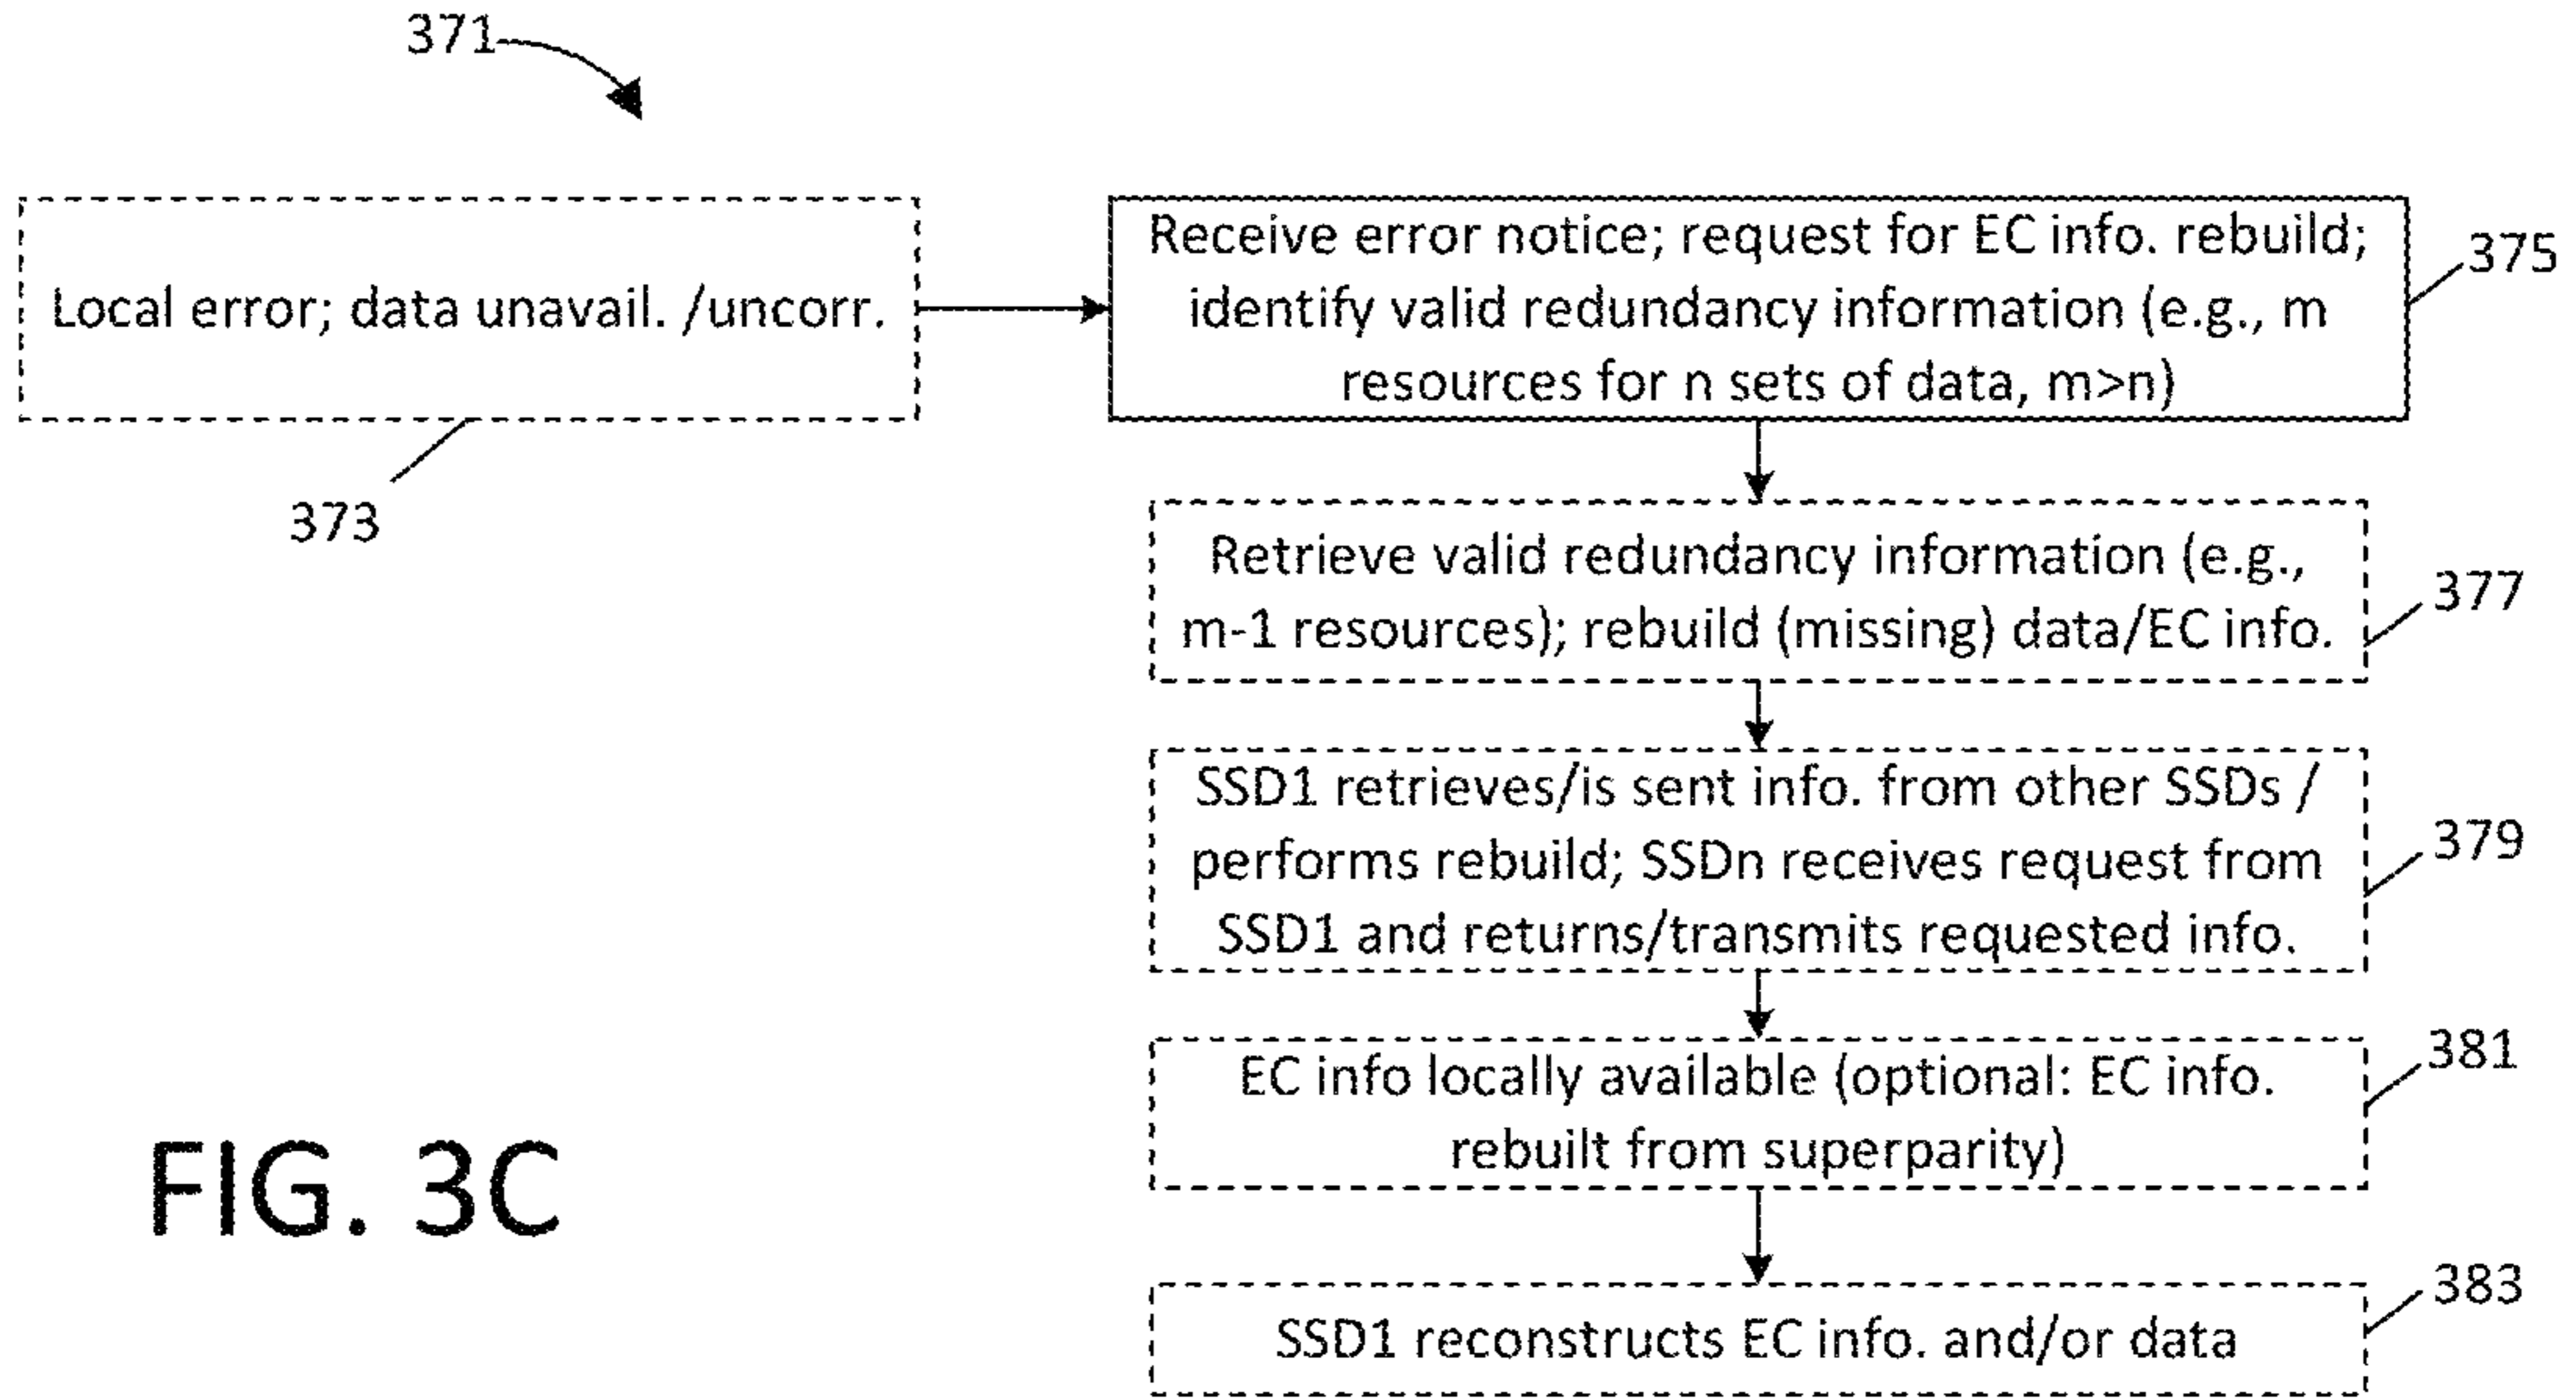 371
Local error; data unavail. /uncorr.
373
Receive error notice; request for EC info. rebuild;
identify valid redundancy information (e.g., m
resources for n sets of data, m>n)
375
Retrieve valid redundancy information (e.g.,
m-1 resources); rebuild (missing) data/EC info.
377
SSD1 retrieves/is sent info. from other SSDs /
performs rebuild; SSDn receives request from
SSD1 and returns/transmits requested info.
379
EC info locally available (optional: EC info.
rebuilt from superparity)
381
SSD1 reconstructs EC info. and/or data
383
FIG. 3C